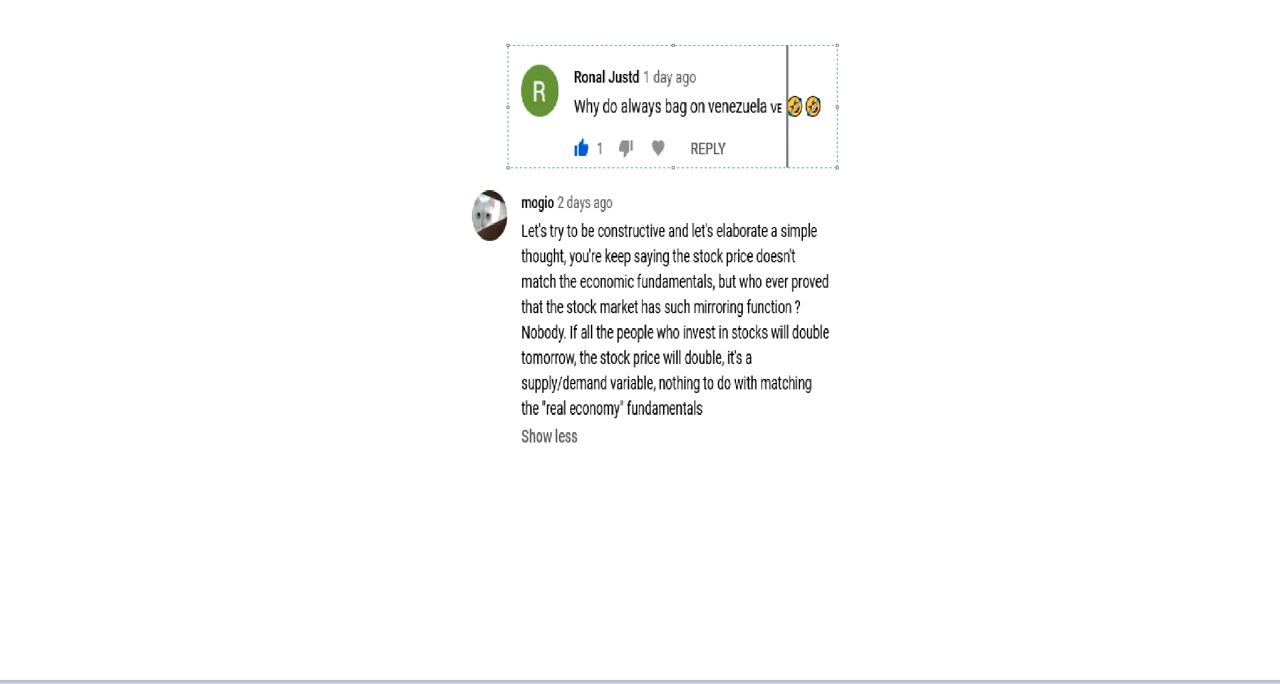 R
Ronal Justd 1 day ago
Why do always bag on venezuela VE 🤣🤣
1 REPLY
mogio 2 days ago
Let's try to be constructive and let's elaborate a simple
thought, you're keep saying the stock price doesn't
match the economic fundamentals, but who ever proved
that the stock market has such mirroring function ?
Nobody. If all the people who invest in stocks will double
tomorrow, the stock price will double, it's a
supply/demand variable, nothing to do with matching
the "real economy" fundamentals
Show less